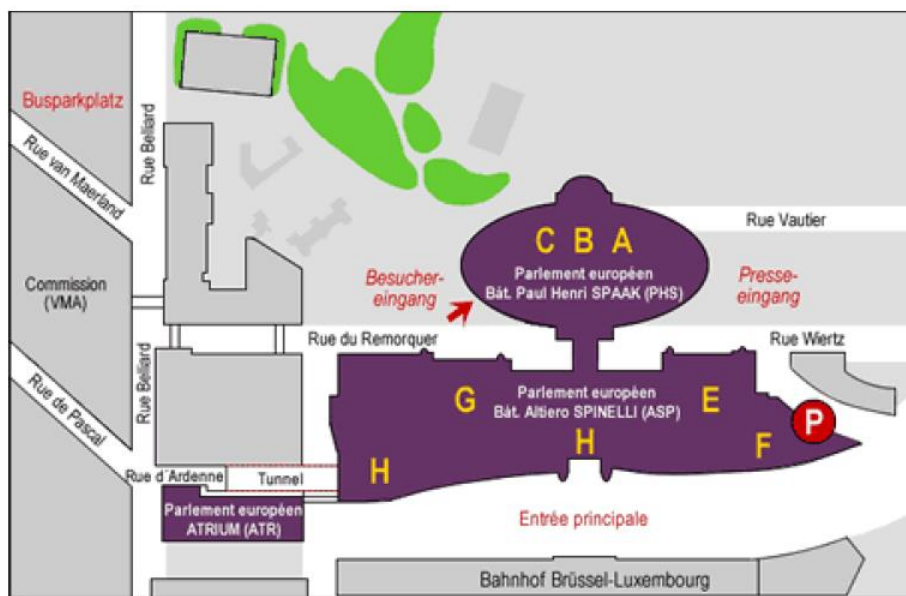 Busparkplatz
Rue van Maerland
Rue Belliard
Commission
(VMA)
Rue de Pascal
Rue Belliard
Rue d´Ardenne
Tunnel
Parlement européen
ATRIUM (ATR)
C B A
Parlement européen
Bât. Paul Henri SPAAK (PHS)
Besucher-
eingang
Presse-
eingang
Rue Vautier
Rue du Remorquer
Rue Wiertz
G
Parlement européen
Bât. Altiero SPINELLI (ASP)
E
H
H
F
P
Entrée principale
Bahnhof Brüssel-Luxembourg